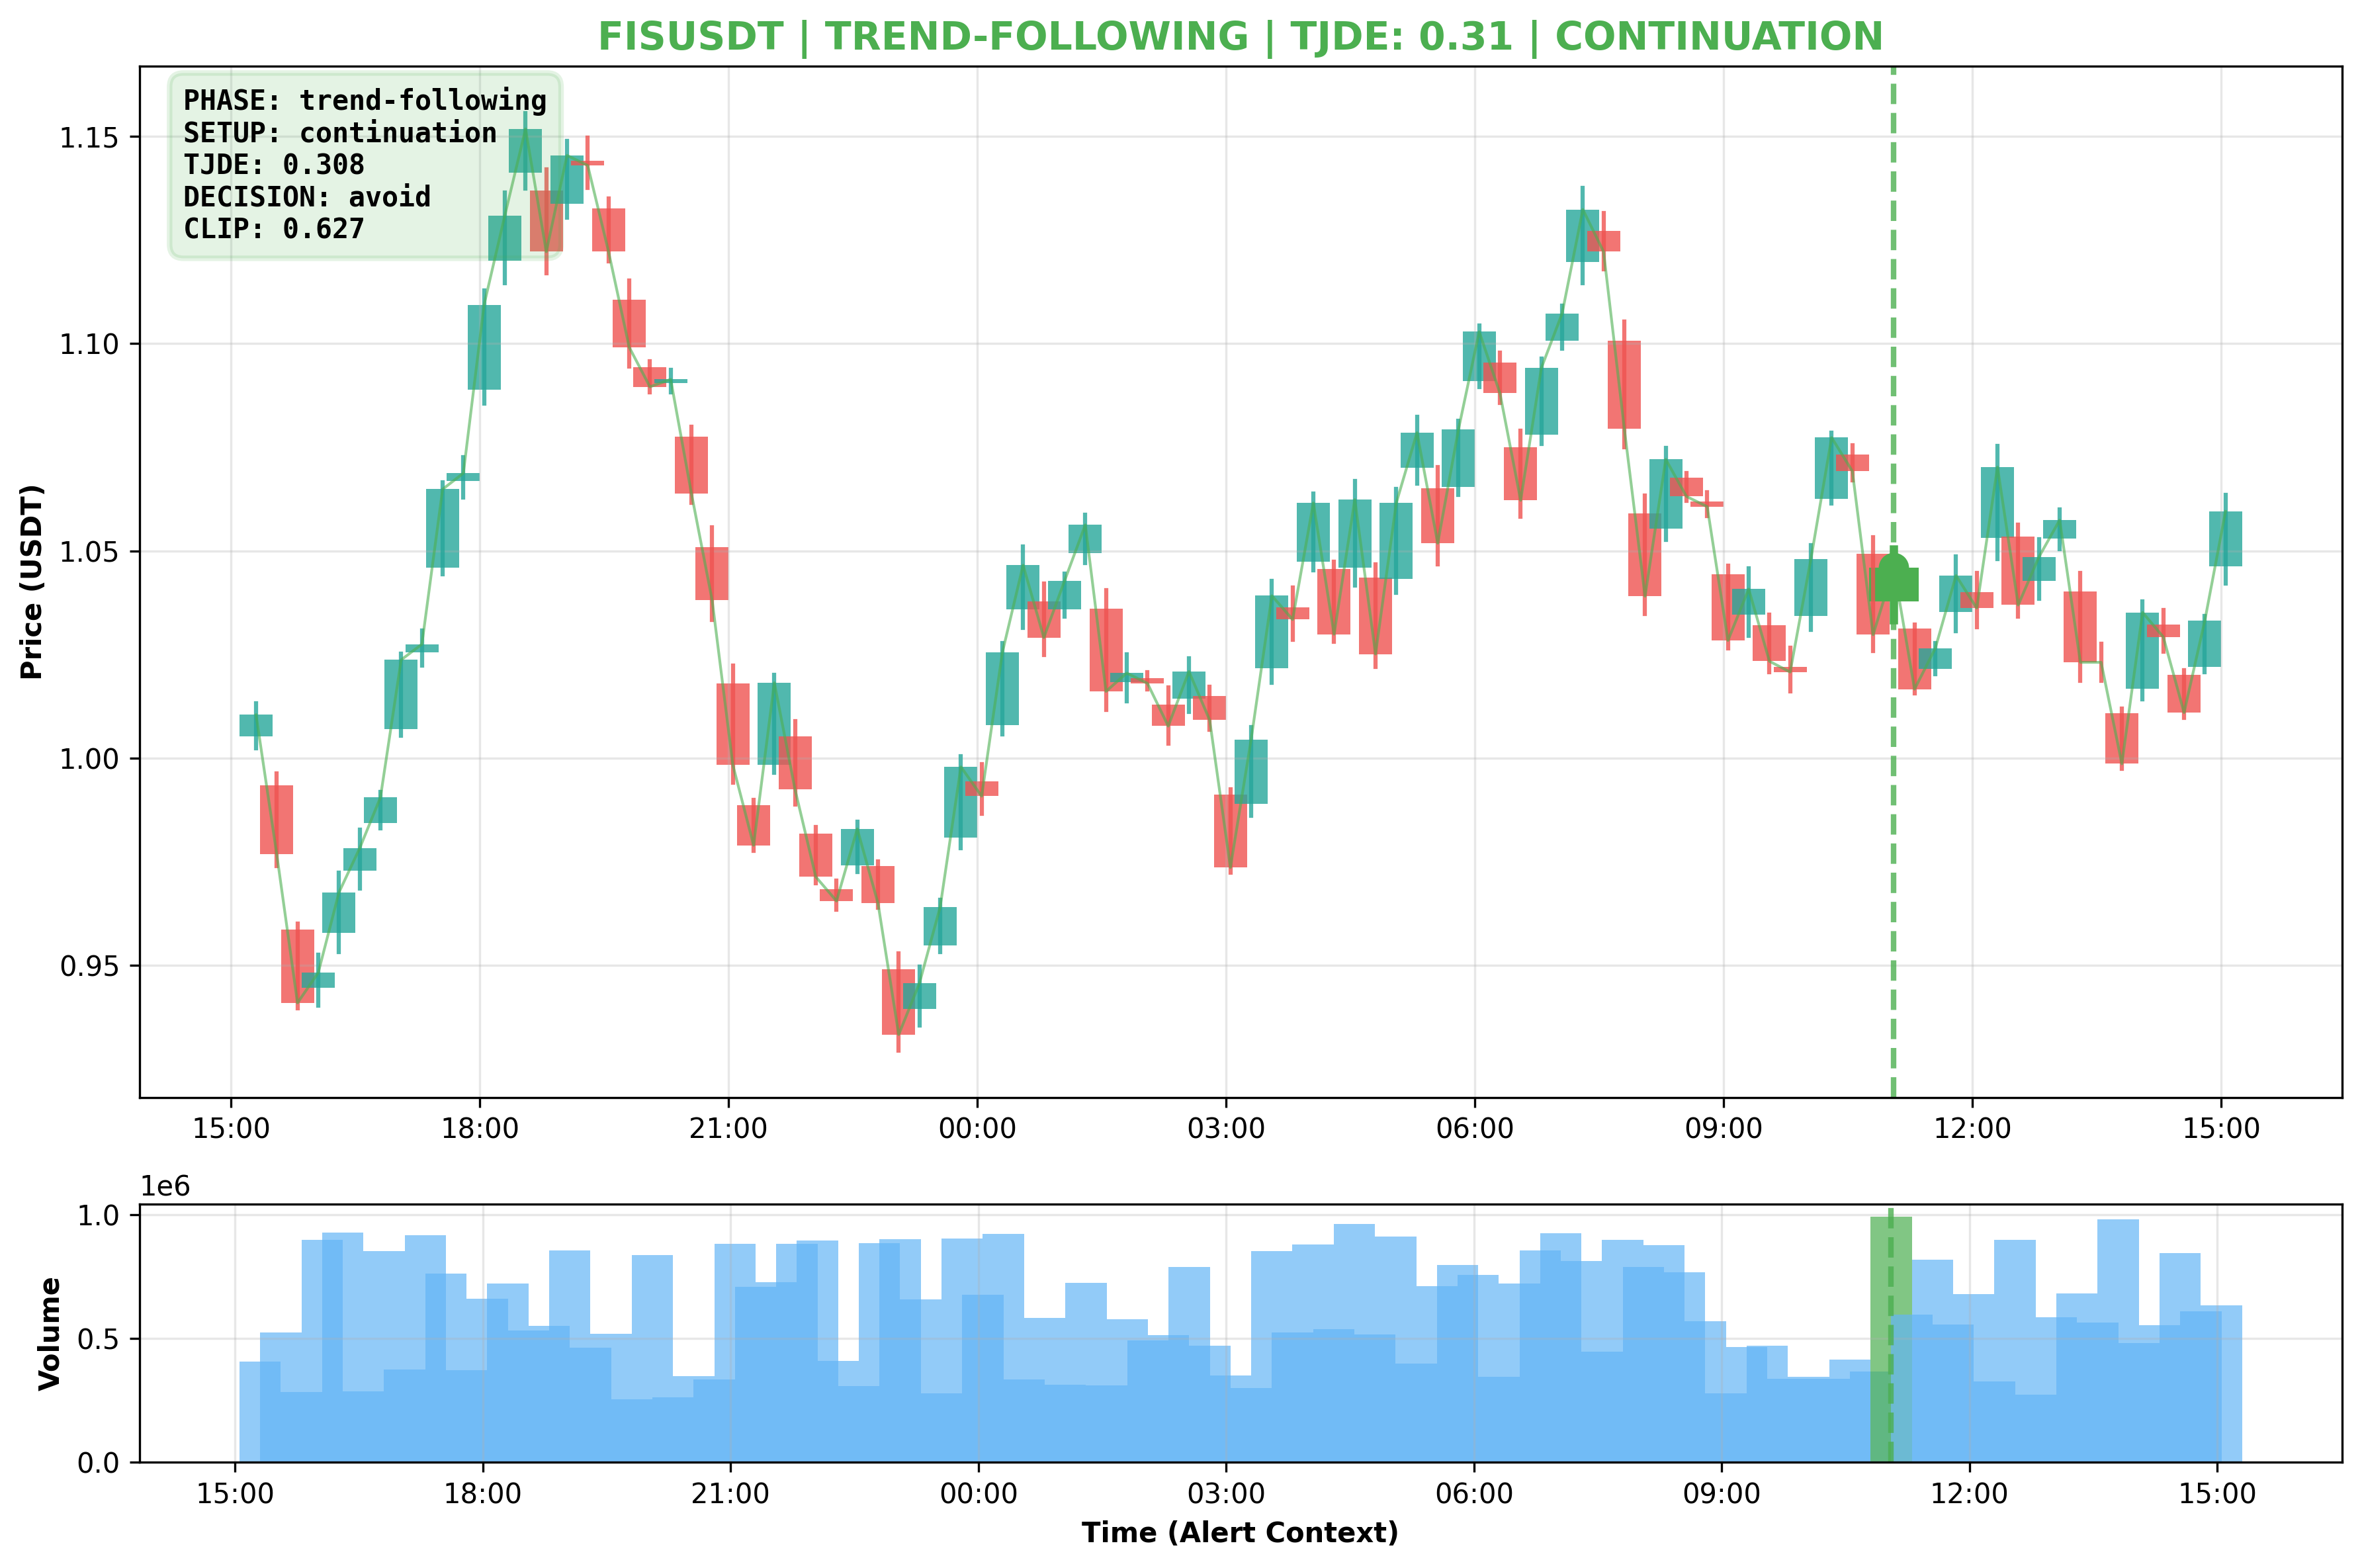 FISUSDT | TREND-FOLLOWING | TJDE: 0.31 | CONTINUATION
PHASE: trend-following
SETUP: continuation
TJDE: 0.308
DECISION: avoid
CLIP: 0.627
Price (USDT)
1.15
1.10
1.05
1.00
0.95
15:00 18:00 21:00 00:00 03:00 06:00 09:00 12:00 15:00
1e6
Volume
1.0
0.5
0.0
15:00 18:00 21:00 00:00 03:00 06:00 09:00 12:00 15:00
Time (Alert Context)